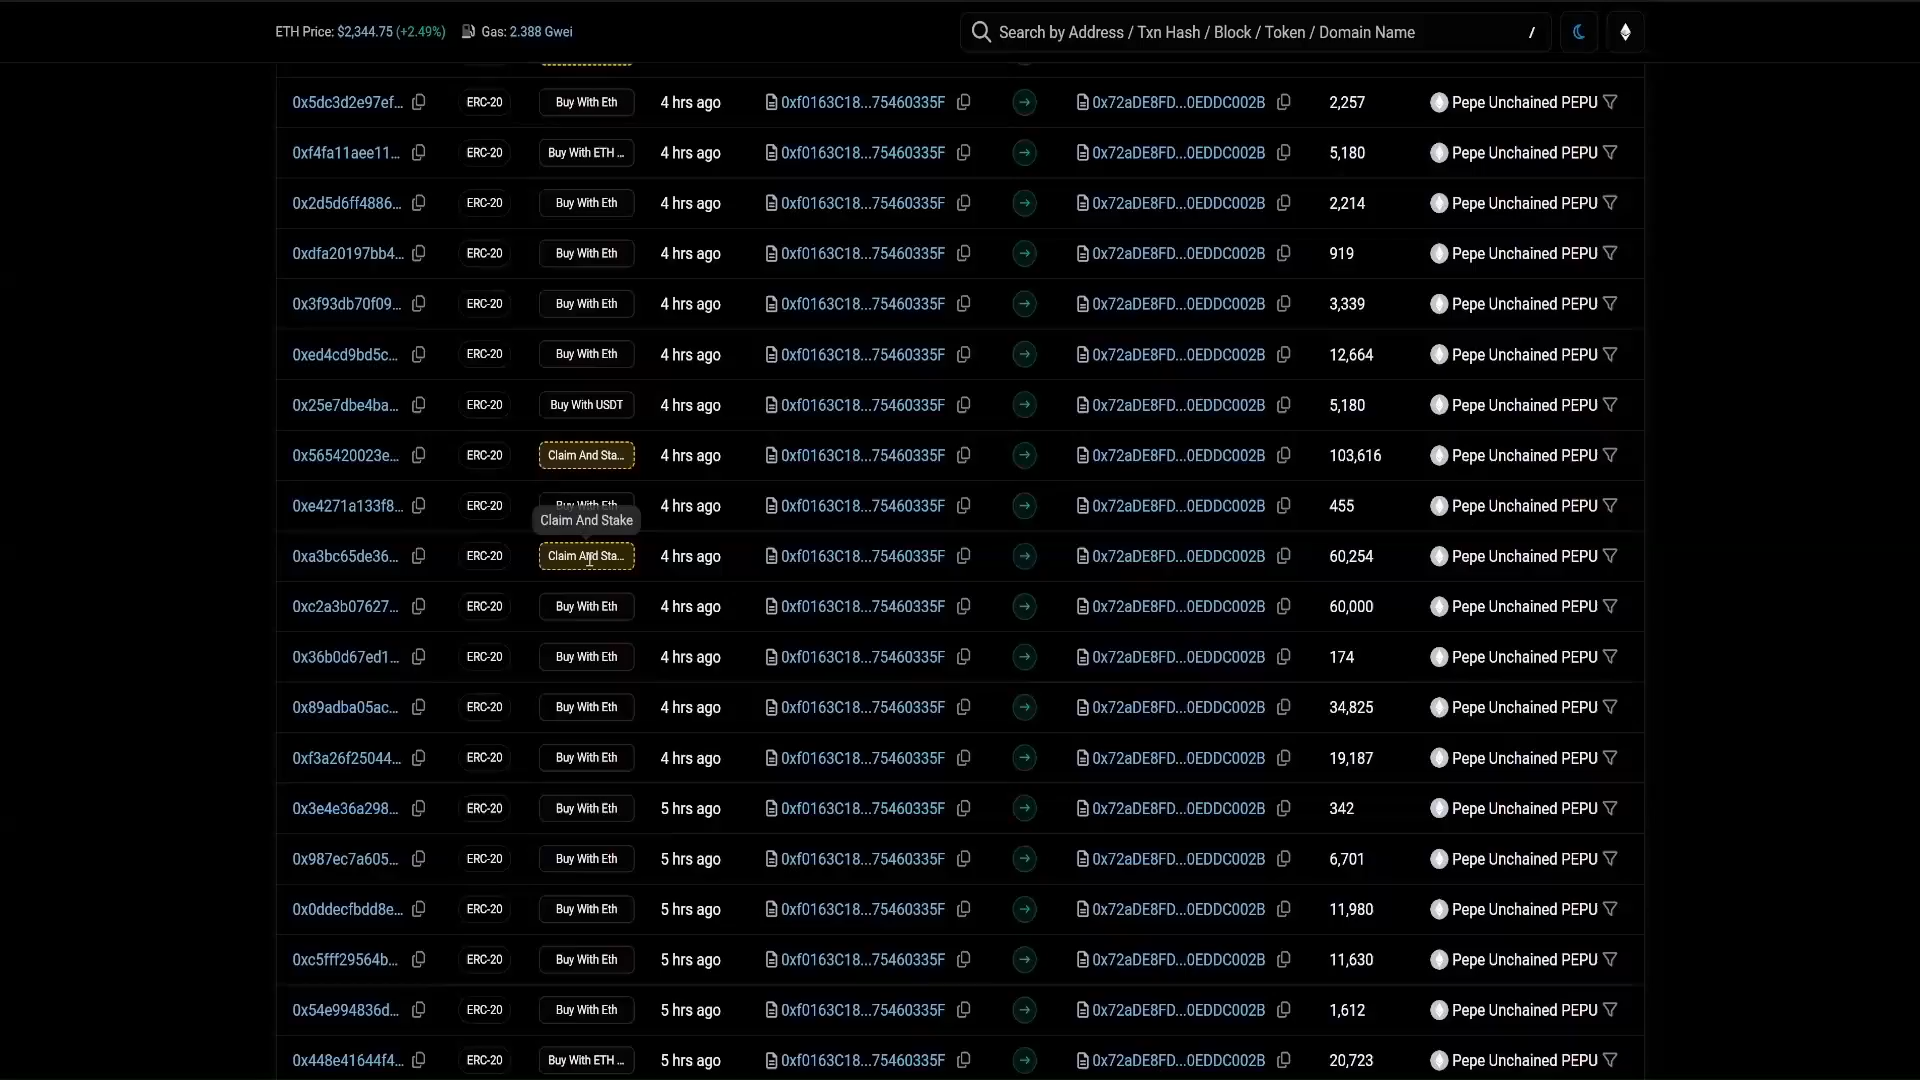 ETH Price: $2,344.75 (+2.49%) Gas: 2.388 Gwei Search by Address / Txn Hash / Block / Token / Domain Name /
0x5dc3d2e97ef... ERC-20 Buy With Eth 4 hrs ago 0xf0163C18...75460335F 0x72aDE8FD...0EDDC002B 2,257 Pepe Unchained PEPU
0xf4fa11aee11... ERC-20 Buy With ETH ... 4 hrs ago 0xf0163C18...75460335F 0x72aDE8FD...0EDDC002B 5,180 Pepe Unchained PEPU
0x2d5d6ff4886... ERC-20 Buy With Eth 4 hrs ago 0xf0163C18...75460335F 0x72aDE8FD...0EDDC002B 2,214 Pepe Unchained PEPU
0xdfa20197bb4... ERC-20 Buy With Eth 4 hrs ago 0xf0163C18...75460335F 0x72aDE8FD...0EDDC002B 919 Pepe Unchained PEPU
0x3f93db70f09... ERC-20 Buy With Eth 4 hrs ago 0xf0163C18...75460335F 0x72aDE8FD...0EDDC002B 3,339 Pepe Unchained PEPU
0xed4cd9bd5c... ERC-20 Buy With Eth 4 hrs ago 0xf0163C18...75460335F 0x72aDE8FD...0EDDC002B 12,664 Pepe Unchained PEPU
0x25e7dbe4ba... ERC-20 Buy With USDT 4 hrs ago 0xf0163C18...75460335F 0x72aDE8FD...0EDDC002B 5,180 Pepe Unchained PEPU
0x565420023e... ERC-20 Claim And Sta... 4 hrs ago 0xf0163C18...75460335F 0x72aDE8FD...0EDDC002B 103,616 Pepe Unchained PEPU
0xe4271a133f8... ERC-20 Buy With Eth 4 hrs ago 0xf0163C18...75460335F 0x72aDE8FD...0EDDC002B 455 Pepe Unchained PEPU
Claim And Stake
0xa3bc65de36... ERC-20 Claim And Sta... 4 hrs ago 0xf0163C18...75460335F 0x72aDE8FD...0EDDC002B 60,254 Pepe Unchained PEPU
0xc2a3b07627... ERC-20 Buy With Eth 4 hrs ago 0xf0163C18...75460335F 0x72aDE8FD...0EDDC002B 60,000 Pepe Unchained PEPU
0x36b0d67ed1... ERC-20 Buy With Eth 4 hrs ago 0xf0163C18...75460335F 0x72aDE8FD...0EDDC002B 174 Pepe Unchained PEPU
0x89adba05ac... ERC-20 Buy With Eth 4 hrs ago 0xf0163C18...75460335F 0x72aDE8FD...0EDDC002B 34,825 Pepe Unchained PEPU
0xf3a26f25044... ERC-20 Buy With Eth 4 hrs ago 0xf0163C18...75460335F 0x72aDE8FD...0EDDC002B 19,187 Pepe Unchained PEPU
0x3e4e36a298... ERC-20 Buy With Eth 5 hrs ago 0xf0163C18...75460335F 0x72aDE8FD...0EDDC002B 342 Pepe Unchained PEPU
0x987ec7a605... ERC-20 Buy With Eth 5 hrs ago 0xf0163C18...75460335F 0x72aDE8FD...0EDDC002B 6,701 Pepe Unchained PEPU
0x0ddecfbdd8e... ERC-20 Buy With Eth 5 hrs ago 0xf0163C18...75460335F 0x72aDE8FD...0EDDC002B 11,980 Pepe Unchained PEPU
0xc5fff29564b... ERC-20 Buy With Eth 5 hrs ago 0xf0163C18...75460335F 0x72aDE8FD...0EDDC002B 11,630 Pepe Unchained PEPU
0x54e994836d... ERC-20 Buy With Eth 5 hrs ago 0xf0163C18...75460335F 0x72aDE8FD...0EDDC002B 1,612 Pepe Unchained PEPU
0x448e41644f4... ERC-20 Buy With ETH ... 5 hrs ago 0xf0163C18...75460335F 0x72aDE8FD...0EDDC002B 20,723 Pepe Unchained PEPU